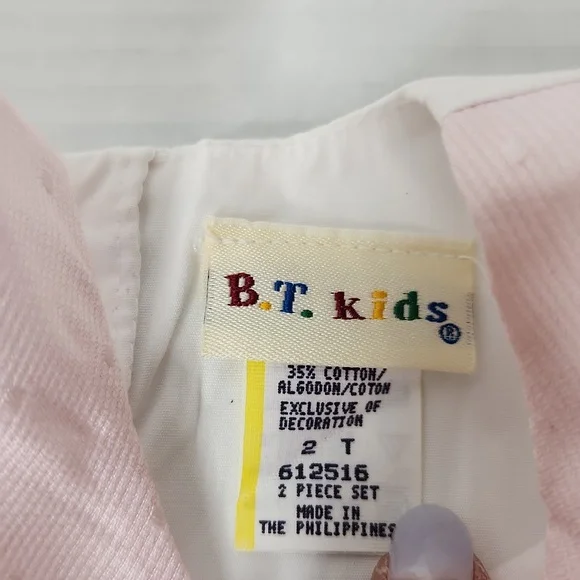 B.T. kids®
35% COTTON/
ALGODON/COTON
EXCLUSIVE OF
DECORATION
2 T
612516
2 PIECE SET
MADE IN
THE PHILIPPINES